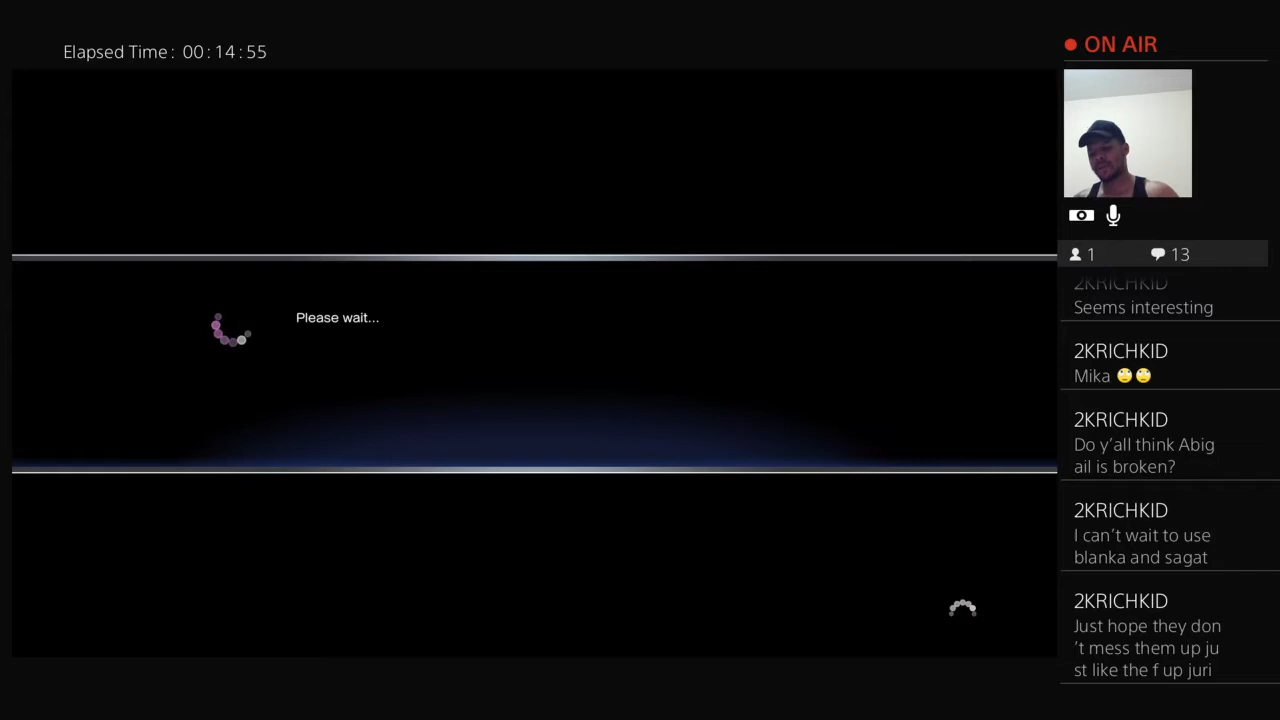 Elapsed Time: 00:14:55
ON AIR
1 13
2KRICHKID
Seems interesting
Please wait...
2KRICHKID
Mika 🙄🙄
2KRICHKID
Do y'all think Abig
ail is broken?
2KRICHKID
I can't wait to use
blanka and sagat
2KRICHKID
Just hope they don
't mess them up ju
st like the f up juri